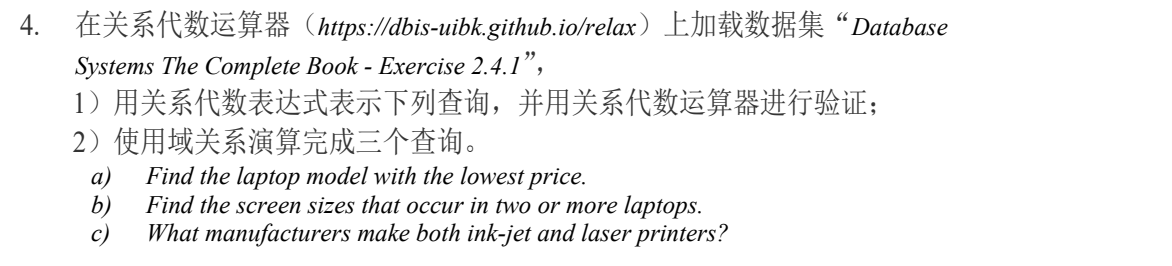 4. 在关系代数运算器（https://dbis-uibk.github.io/relax）上加载数据集“Database
Systems The Complete Book - Exercise 2.4.1”，
1）用关系代数表达式表示下列查询，并用关系代数运算器进行验证；
2）使用域关系演算完成三个查询。
a) Find the laptop model with the lowest price.
b) Find the screen sizes that occur in two or more laptops.
c) What manufacturers make both ink-jet and laser printers?